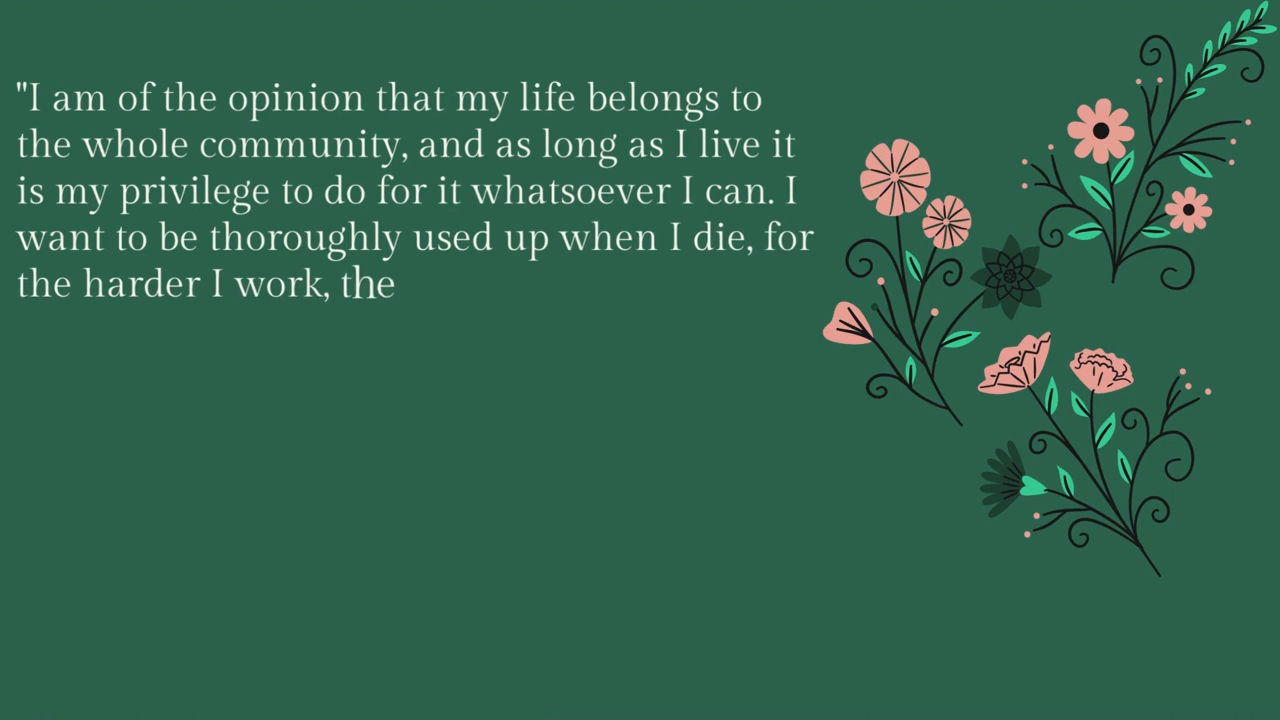 "I am of the opinion that my life belongs to
the whole community, and as long as I live it
is my privilege to do for it whatsoever I can. I
want to be thoroughly used up when I die, for
the harder I work, the